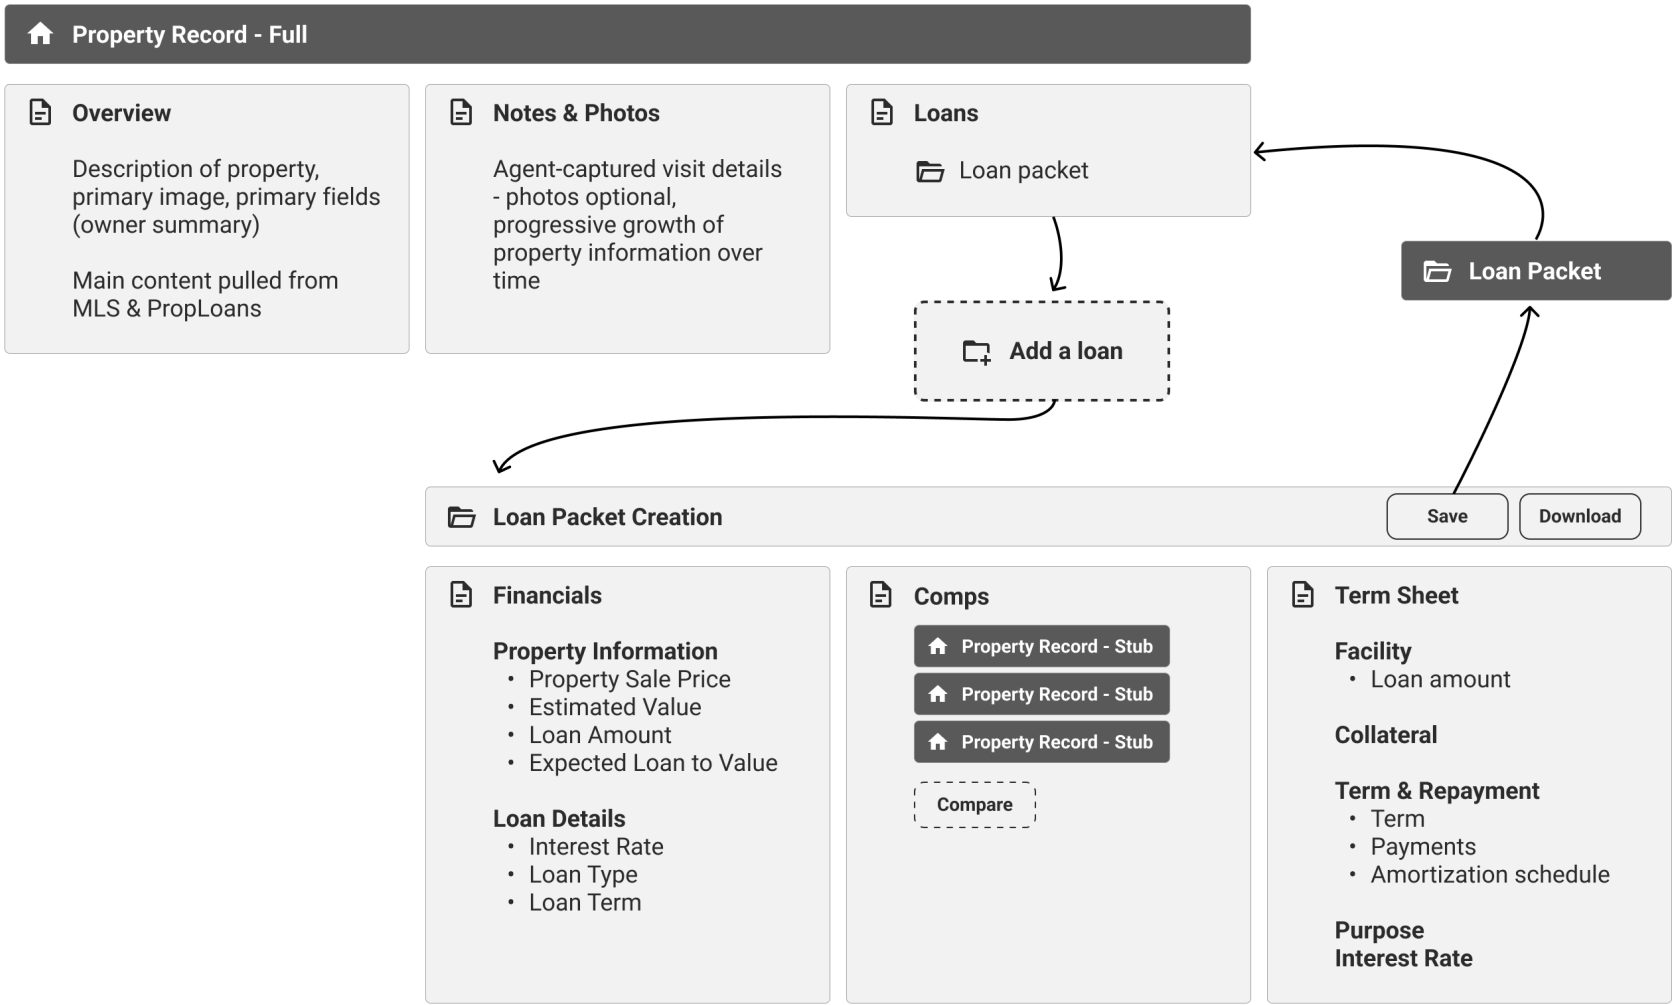 Property Record - Full
Overview
Description of property,
primary image, primary fields
(owner summary)
Main content pulled from
MLS & PropLoans
Notes & Photos
Agent-captured visit details
- photos optional,
progressive growth of
property information over
time
Loans
Loan packet
Loan Packet
Add a loan
Loan Packet Creation
Save
Download
Financials
Property Information
• Property Sale Price
• Estimated Value
• Loan Amount
• Expected Loan to Value
Loan Details
• Interest Rate
• Loan Type
• Loan Term
Comps
Property Record - Stub
Property Record - Stub
Property Record - Stub
Compare
Term Sheet
Facility
• Loan amount
Collateral
Term & Repayment
• Term
• Payments
• Amortization schedule
Purpose
Interest Rate